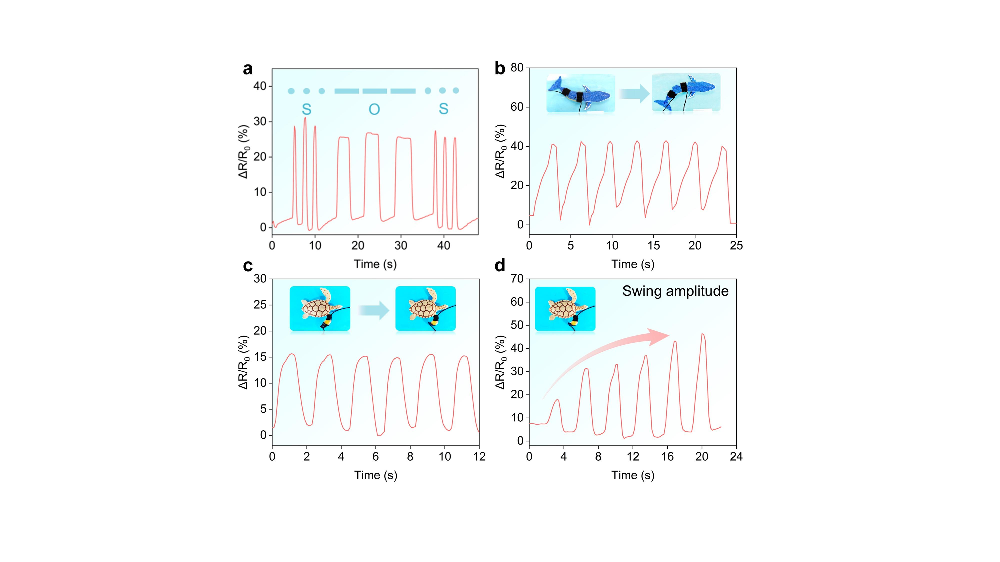 a
40
30
20
10
0
ΔR/R0 (%)
S O S
0 10 20 30 40
Time (s)
b
80
60
40
20
0
ΔR/R0 (%)
0 5 10 15 20 25
Time (s)
c
30
25
20
15
10
5
0
ΔR/R0 (%)
0 2 4 6 8 10 12
Time (s)
d
70
60
50
40
30
20
10
0
ΔR/R0 (%)
Swing amplitude
0 4 8 12 16 20 24
Time (s)